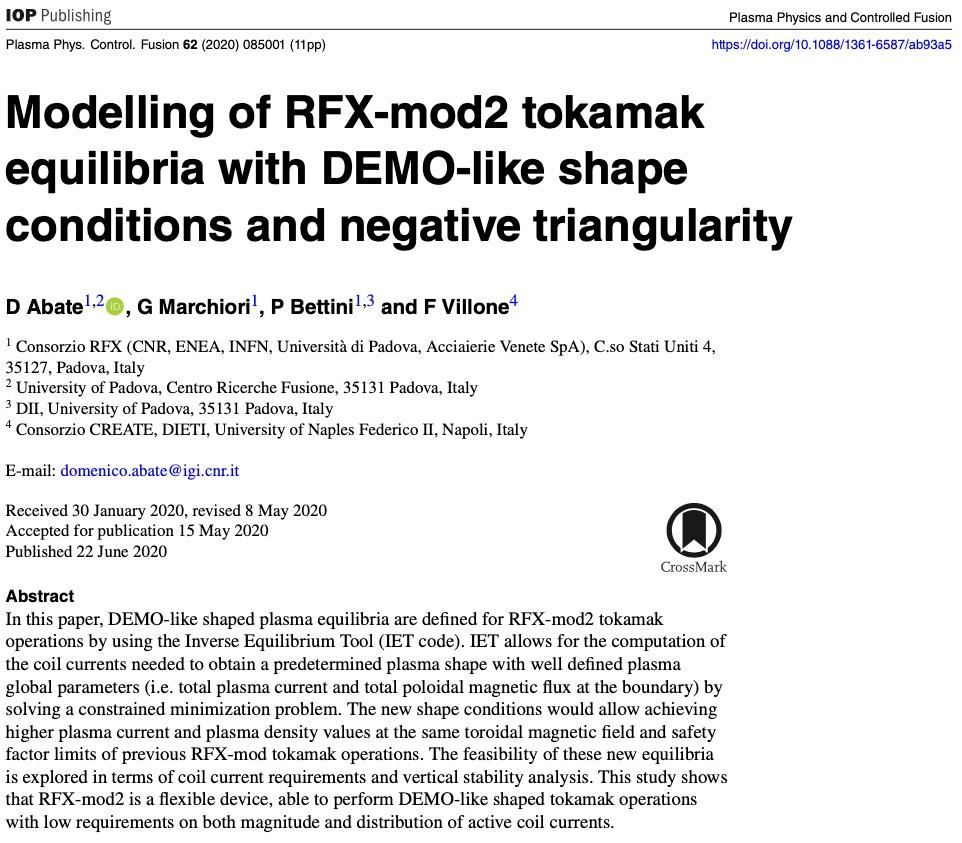 IOP Publishing
Plasma Physics and Controlled Fusion
Plasma Phys. Control. Fusion 62 (2020) 085001 (11pp)
https://doi.org/10.1088/1361-6587/ab93a5
Modelling of RFX-mod2 tokamak
equilibria with DEMO-like shape
conditions and negative triangularity
D Abate1,2 iD, G Marchiori1, P Bettini1,3 and F Villone4
1 Consorzio RFX (CNR, ENEA, INFN, Università di Padova, Acciaierie Venete SpA), C.so Stati Uniti 4,
35127, Padova, Italy
2 University of Padova, Centro Ricerche Fusione, 35131 Padova, Italy
3 DII, University of Padova, 35131 Padova, Italy
4 Consorzio CREATE, DIETI, University of Naples Federico II, Napoli, Italy
E-mail: domenico.abate@igi.cnr.it
Received 30 January 2020, revised 8 May 2020
Accepted for publication 15 May 2020
Published 22 June 2020
CrossMark
Abstract
In this paper, DEMO-like shaped plasma equilibria are defined for RFX-mod2 tokamak
operations by using the Inverse Equilibrium Tool (IET code). IET allows for the computation of
the coil currents needed to obtain a predetermined plasma shape with well defined plasma
global parameters (i.e. total plasma current and total poloidal magnetic flux at the boundary) by
solving a constrained minimization problem. The new shape conditions would allow achieving
higher plasma current and plasma density values at the same toroidal magnetic field and safety
factor limits of previous RFX-mod tokamak operations. The feasibility of these new equilibria
is explored in terms of coil current requirements and vertical stability analysis. This study shows
that RFX-mod2 is a flexible device, able to perform DEMO-like shaped tokamak operations
with low requirements on both magnitude and distribution of active coil currents.